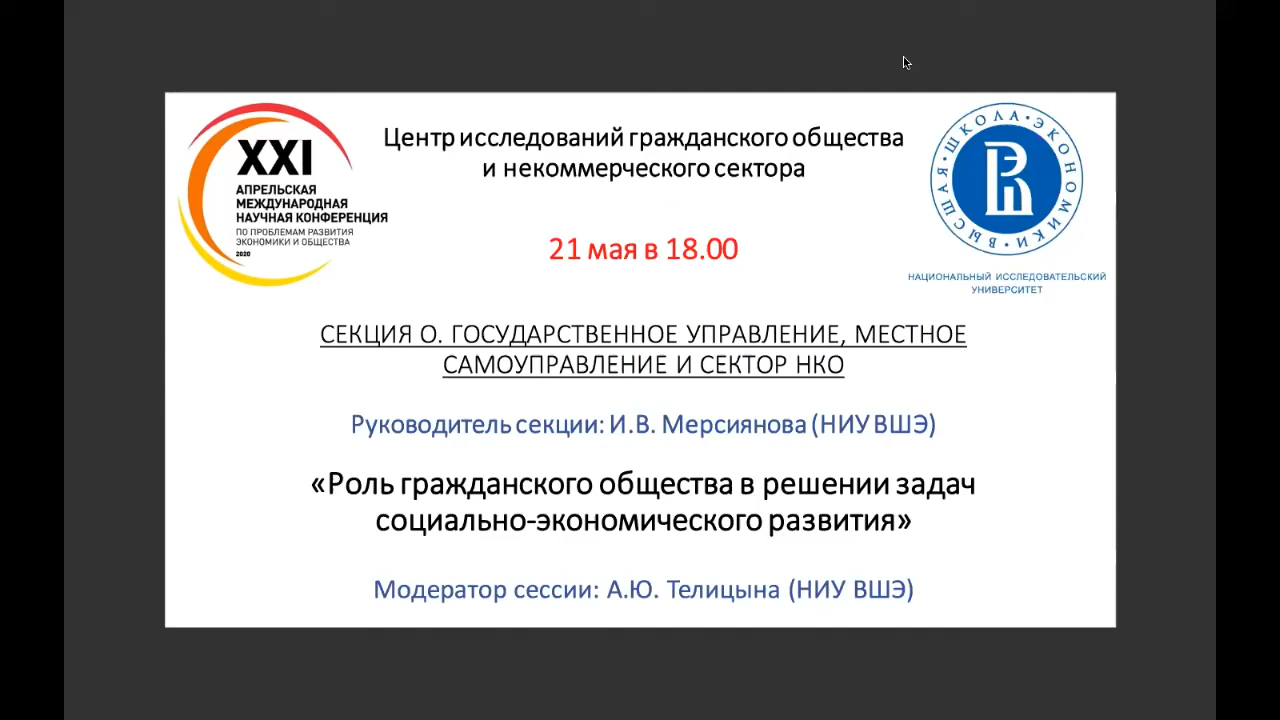 XXI
АПРЕЛЬСКАЯ
МЕЖДУНАРОДНАЯ
НАУЧНАЯ КОНФЕРЕНЦИЯ
ПО ПРОБЛЕМАМ РАЗВИТИЯ
ЭКОНОМИКИ И ОБЩЕСТВА
2020
Центр исследований гражданского общества
и некоммерческого сектора
21 мая в 18.00
ВЫСШАЯ • ШКОЛА • ЭКОНОМИКИ •
НАЦИОНАЛЬНЫЙ ИССЛЕДОВАТЕЛЬСКИЙ
УНИВЕРСИТЕТ
СЕКЦИЯ О. ГОСУДАРСТВЕННОЕ УПРАВЛЕНИЕ, МЕСТНОЕ
САМОУПРАВЛЕНИЕ И СЕКТОР НКО
Руководитель секции: И.В. Мерсиянова (НИУ ВШЭ)
«Роль гражданского общества в решении задач
социально-экономического развития»
Модератор сессии: А.Ю. Телицына (НИУ ВШЭ)